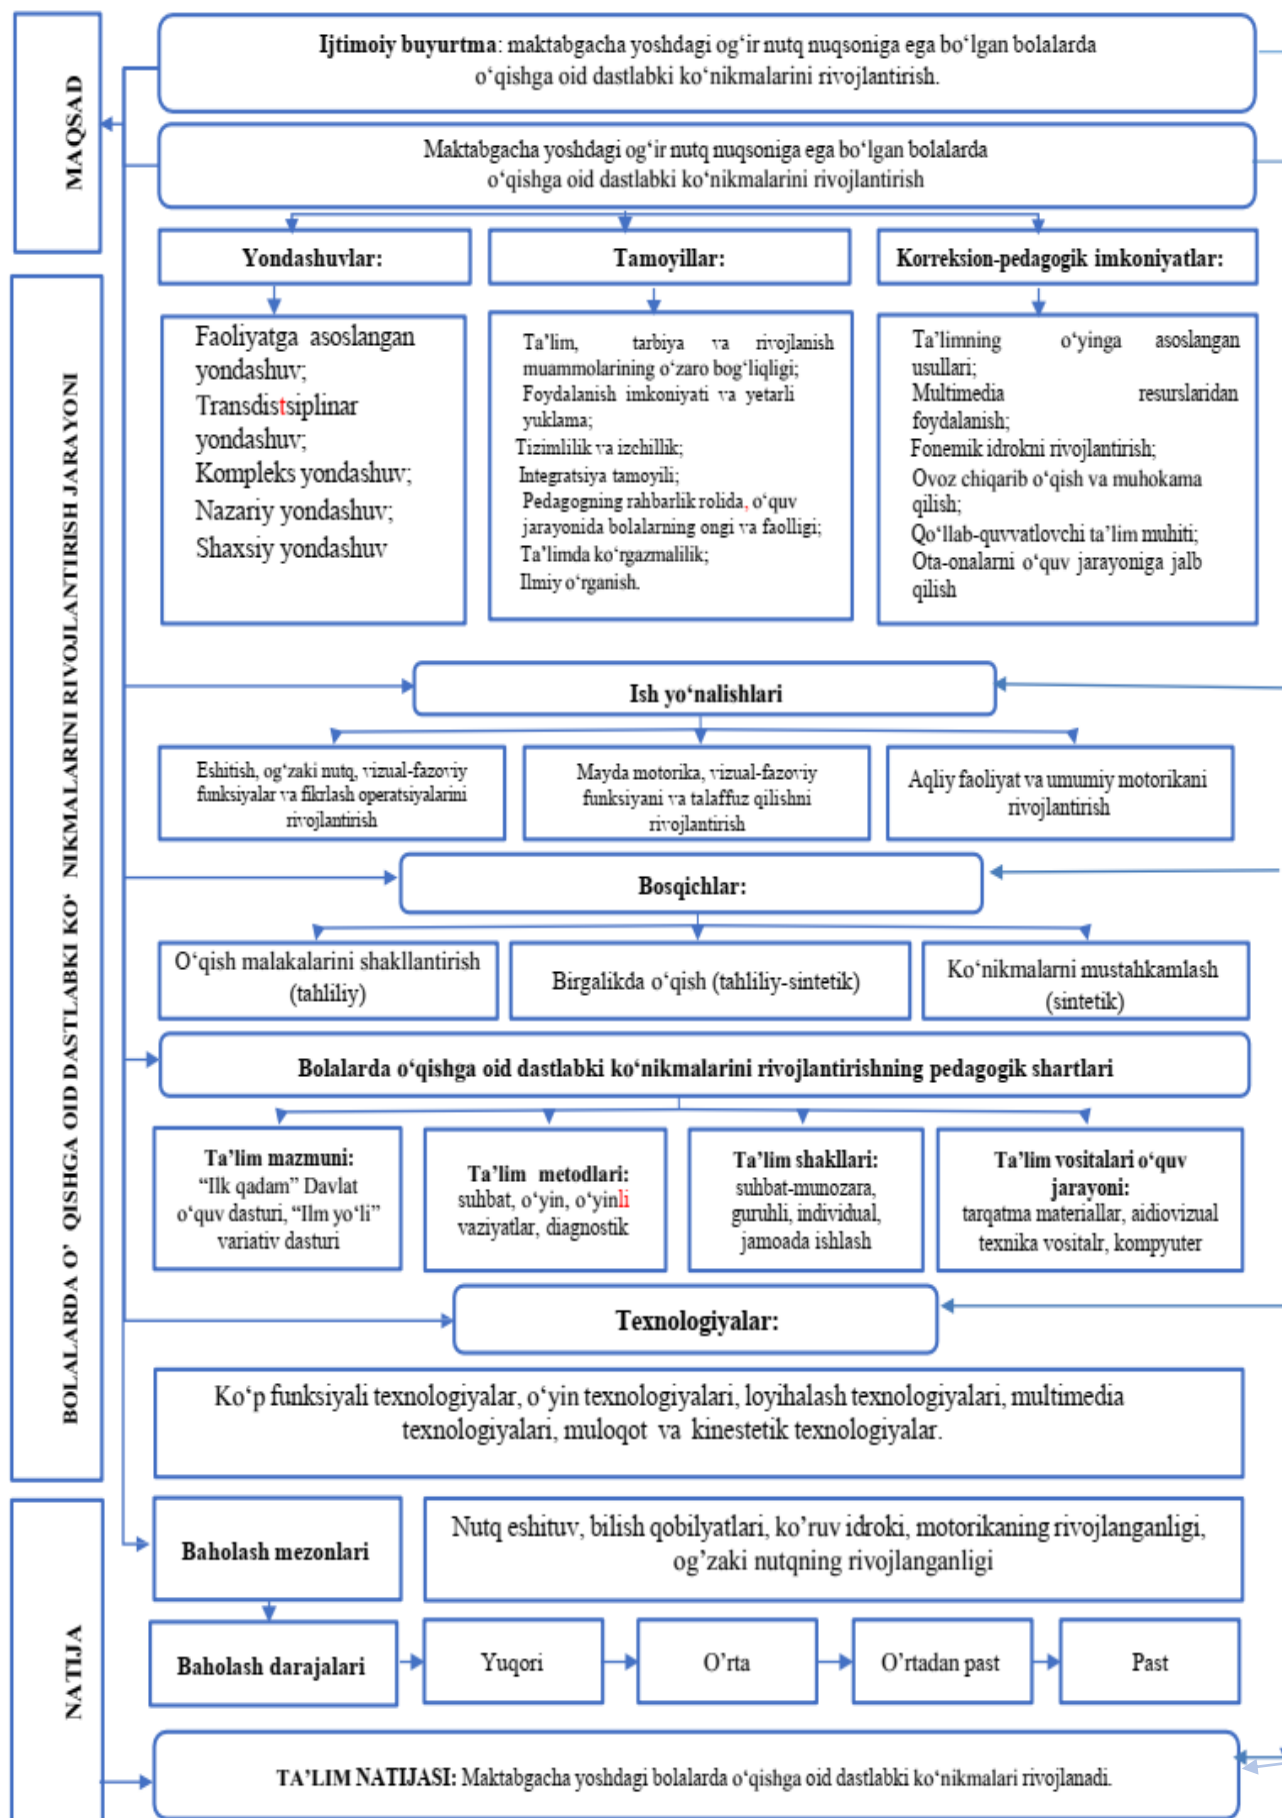 MAQSAD
Ijtimoiy buyurtma: maktabgacha yoshdagi og‘ir nutq nuqsoniga ega bo‘lgan bolalarda
o‘qishga oid dastlabki ko‘nikmalarini rivojlantirish.
Maktabgacha yoshdagi og‘ir nutq nuqsoniga ega bo‘lgan bolalarda
o‘qishga oid dastlabki ko‘nikmalarini rivojlantirish
BOLALARDA O’ QISHGA OID DASTLABKI KO‘ NIKMALARINI RIVOJLANTIRISH JARAYONI
Yondashuvlar:
Faoliyatga asoslangan
yondashuv;
Transdistsiplinar
yondashuv;
Kompleks yondashuv;
Nazariy yondashuv;
Shaxsiy yondashuv
Tamoyillar:
Ta’lim, tarbiya va rivojlanish
muammolarining o‘zaro bog‘liqligi;
Foydalanish imkoniyati va yetarli
yuklama;
Tizimlilik va izchillik;
Integratsiya tamoyili;
Pedagogning rahbarlik rolida, o‘quv
jarayonida bolalarning ongi va faolligi;
Ta’limda ko‘rgazmalilik;
Ilmiy o‘rganish.
Korreksion-pedagogik imkoniyatlar:
Ta’limning o‘yinga asoslangan
usullari;
Multimedia resurslaridan
foydalanish;
Fonemik idrokni rivojlantirish;
Ovoz chiqarib o‘qish va muhokama
qilish;
Qo‘llab-quvvatlovchi ta’lim muhiti;
Ota-onalarni o‘quv jarayoniga jalb
qilish
Ish yo‘nalishlari
Eshitish, og‘zaki nutq, vizual-fazoviy
funksiyalar va fikrlash operatsiyalarini
rivojlantirish
Mayda motorika, vizual-fazoviy
funksiyani va talaffuz qilishni
rivojlantirish
Aqliy faoliyat va umumiy motorikani
rivojlantirish
Bosqichlar:
O‘qish malakalarini shakllantirish
(tahliliy)
Birgalikda o‘qish (tahliliy-sintetik)
Ko‘nikmalarni mustahkamlash
(sintetik)
Bolalarda o‘qishga oid dastlabki ko‘nikmalarini rivojlantirishning pedagogik shartlari
Ta’lim mazmuni:
“Ilk qadam” Davlat
o‘quv dasturi, “Ilm yo‘li”
variativ dasturi
Ta’lim metodlari:
suhbat, o‘yin, o‘yinli
vaziyatlar, diagnostik
Ta’lim shakllari:
suhbat-munozara,
guruhli, individual,
jamoada ishlash
Ta’lim vositalari o‘quv
jarayoni:
tarqatma materiallar, aidiovizual
texnika vositalr, kompyuter
Texnologiyalar:
Ko‘p funksiyali texnologiyalar, o‘yin texnologiyalari, loyihalash texnologiyalari, multimedia
texnologiyalari, muloqot va kinestetik texnologiyalar.
NATIJA
Baholash mezonlari
Nutq eshituv, bilish qobilyatlari, ko’ruv idroki, motorikaning rivojlanganligi,
og’zaki nutqning rivojlanganligi
Baholash darajalari
Yuqori
O’rta
O’rtadan past
Past
TA’LIM NATIJASI: Maktabgacha yoshdagi bolalarda o‘qishga oid dastlabki ko‘nikmalari rivojlanadi.